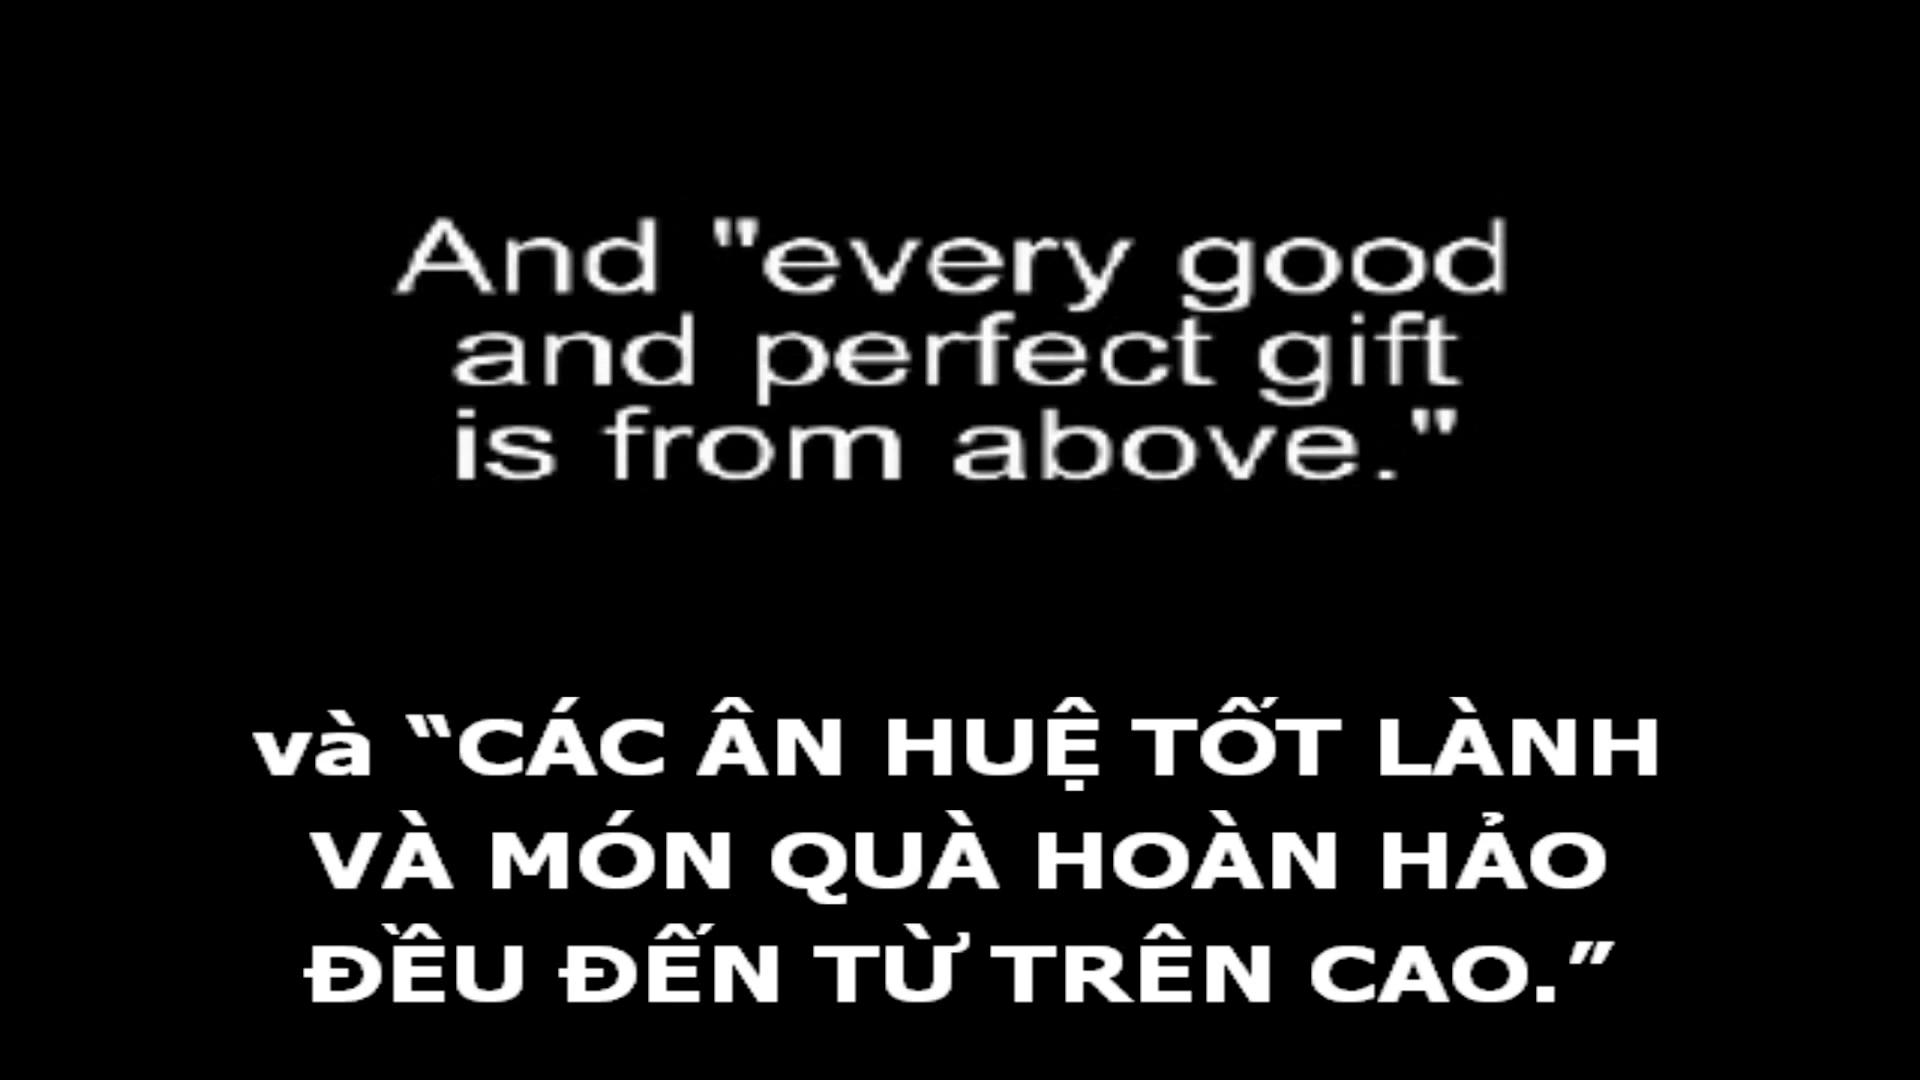 And "every good
and perfect gift
is from above."
và “CÁC ÂN HUỆ TỐT LÀNH
VÀ MÓN QUÀ HOÀN HẢO
ĐỀU ĐẾN TỪ TRÊN CAO.”